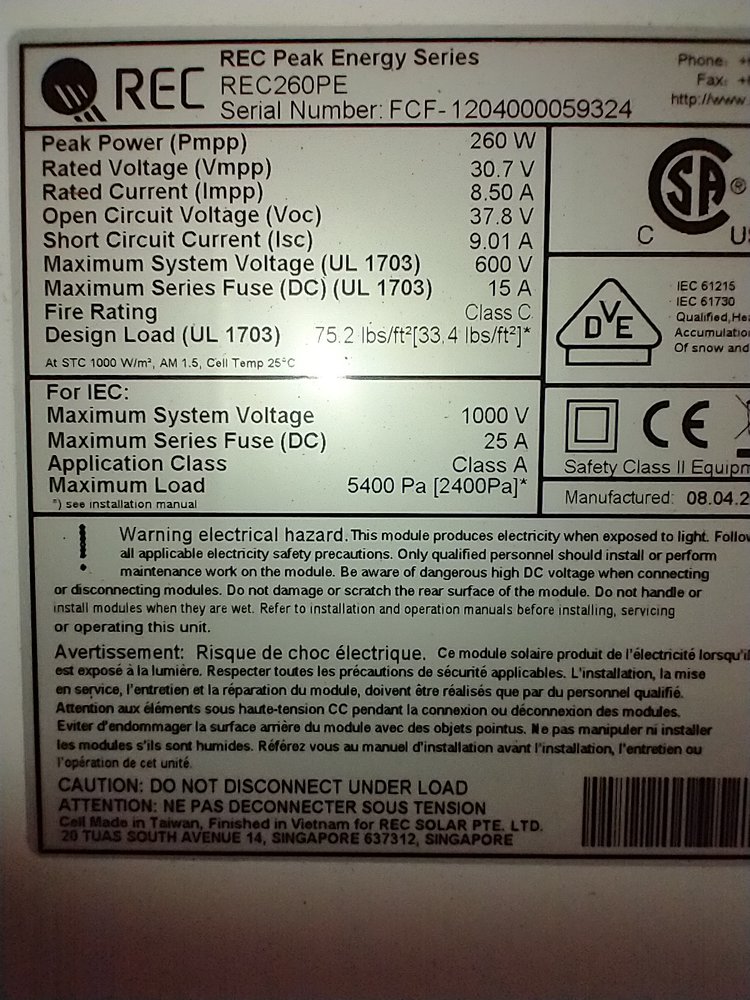 REC
REC Peak Energy Series
REC260PE
Serial Number: FCF-1204000059324
Phone: +
Fax: +
http://www.
Peak Power (Pmpp) 260 W
Rated Voltage (Vmpp) 30.7 V
Rated Current (Impp) 8.50 A
Open Circuit Voltage (Voc) 37.8 V
Short Circuit Current (Isc) 9.01 A
Maximum System Voltage (UL 1703) 600 V
Maximum Series Fuse (DC) (UL 1703) 15 A
Fire Rating Class C
Design Load (UL 1703) 75.2 lbs/ft²[33.4 lbs/ft²]*
At STC 1000 W/m², AM 1.5, Cell Temp 25°C
SA ®
C US
DVE
IEC 61215
IEC 61730
Qualified, Hea
Accumulatio
Of snow and
For IEC:
Maximum System Voltage 1000 V
Maximum Series Fuse (DC) 25 A
Application Class Class A
Maximum Load 5400 Pa [2400Pa]*
*) see installation manual
CE
Safety Class II Equipm
Manufactured: 08.04.2
Warning electrical hazard. This module produces electricity when exposed to light. Follow
all applicable electricity safety precautions. Only qualified personnel should install or perform
maintenance work on the module. Be aware of dangerous high DC voltage when connecting
or disconnecting modules. Do not damage or scratch the rear surface of the module. Do not handle or
install modules when they are wet. Refer to installation and operation manuals before installing, servicing
or operating this unit.
Avertissement: Risque de choc électrique. Ce module solaire produit de l'électricité lorsqu'il
est exposé à la lumière. Respecter toutes les précautions de sécurité applicables. L'installation, la mise
en service, l'entretien et la réparation du module, doivent être réalisés que par du personnel qualifié.
Attention aux éléments sous haute-tension CC pendant la connexion ou déconnexion des modules.
Eviter d'endommager la surface arrière du module avec des objets pointus. Ne pas manipuler ni installer
les modules s'ils sont humides. Référez vous au manuel d'installation avant l'installation, l'entretien ou
l'opération de cet unité.
CAUTION: DO NOT DISCONNECT UNDER LOAD
ATTENTION: NE PAS DECONNECTER SOUS TENSION
Cell Made in Taiwan, Finished in Vietnam for REC SOLAR PTE. LTD.
20 TUAS SOUTH AVENUE 14, SINGAPORE 637312, SINGAPORE